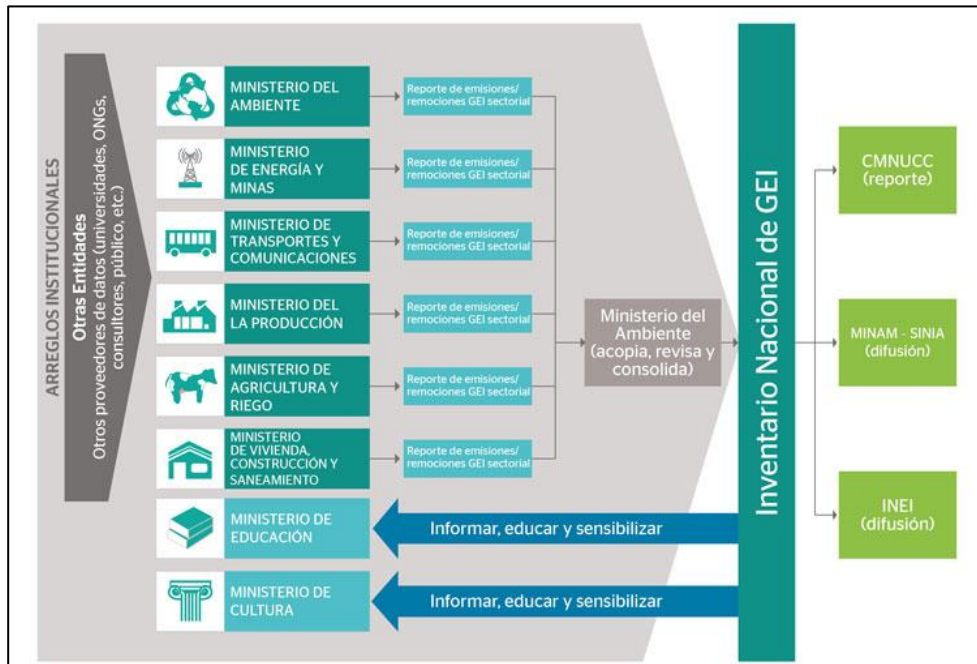 ARREGLOS INSTITUCIONALES
Otras Entidades
Otros proveedores de datos (universidades, ONGs,
consultores, público, etc.)
MINISTERIO DEL
AMBIENTE
Reporte de emisiones/
remociones GEI sectorial
MINISTERIO
DE ENERGÍA Y
MINAS
Reporte de emisiones/
remociones GEI sectorial
MINISTERIO DE
TRANSPORTES Y
COMUNICACIONES
Reporte de emisiones/
remociones GEI sectorial
MINISTERIO DEL
LA PRODUCCIÓN
Reporte de emisiones/
remociones GEI sectorial
MINISTERIO DE
AGRICULTURA Y
RIEGO
Reporte de emisiones/
remociones GEI sectorial
MINISTERIO
DE VIVIENDA,
CONSTRUCCIÓN Y
SANEAMIENTO
Reporte de emisiones/
remociones GEI sectorial
MINISTERIO DE
EDUCACIÓN
Informar, educar y sensibilizar
MINISTERIO DE
CULTURA
Informar, educar y sensibilizar
Ministerio del
Ambiente
(acopia, revisa y
consolida)
Inventario Nacional de GEI
CMNUCC
(reporte)
MINAM - SINIA
(difusión)
INEI
(difusión)